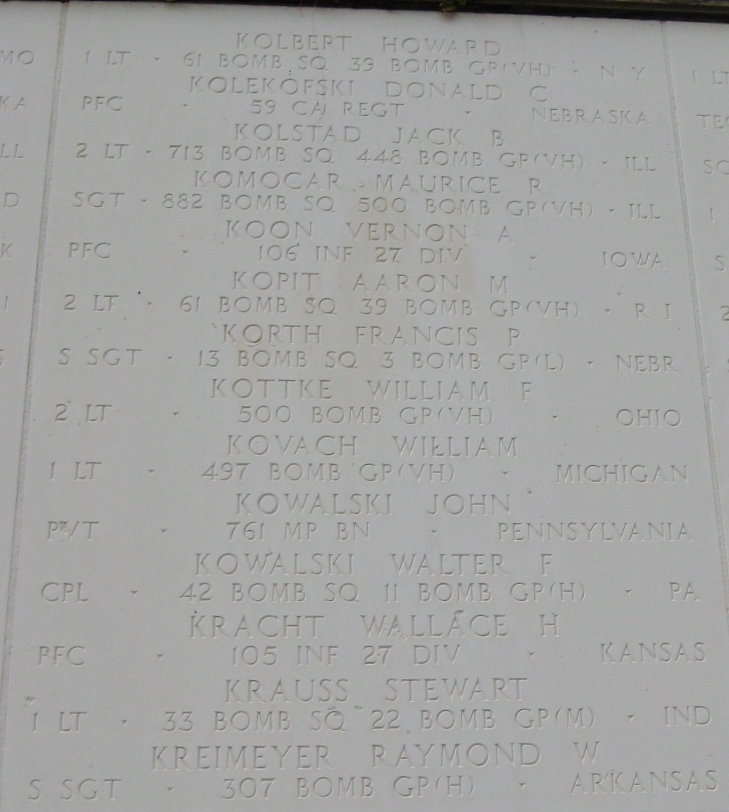 KOLBERT HOWARD
1 LT · 61 BOMB SQ 39 BOMB GP(VH) · N Y
KOLEKOFSKI DONALD C
PFC · 59 CA REGT · NEBRASKA
KOLSTAD JACK B
2 LT · 713 BOMB SQ 448 BOMB GP(VH) · ILL
KOMOCAR MAURICE R
SGT · 882 BOMB SQ 500 BOMB GP(VH) · ILL
KOON VERNON A
PFC · 106 INF 27 DIV · IOWA
KOPIT AARON M
2 LT · 61 BOMB SQ 39 BOMB GP(VH) · R I
KORTH FRANCIS P
S SGT · 13 BOMB SQ 3 BOMB GP(L) · NEBR
KOTTKE WILLIAM F
2 LT · 500 BOMB GP(VH) · OHIO
KOVACH WILLIAM
1 LT · 497 BOMB GP(VH) · MICHIGAN
KOWALSKI JOHN
PVT · 761 MP BN · PENNSYLVANIA
KOWALSKI WALTER F
CPL · 42 BOMB SQ 11 BOMB GP(H) · PA
KRACHT WALLACE H
PFC · 105 INF 27 DIV · KANSAS
KRAUSS STEWART
1 LT · 33 BOMB SQ 22 BOMB GP(M) · IND
KREIMEYER RAYMOND W
S SGT · 307 BOMB GP(H) · ARKANSAS